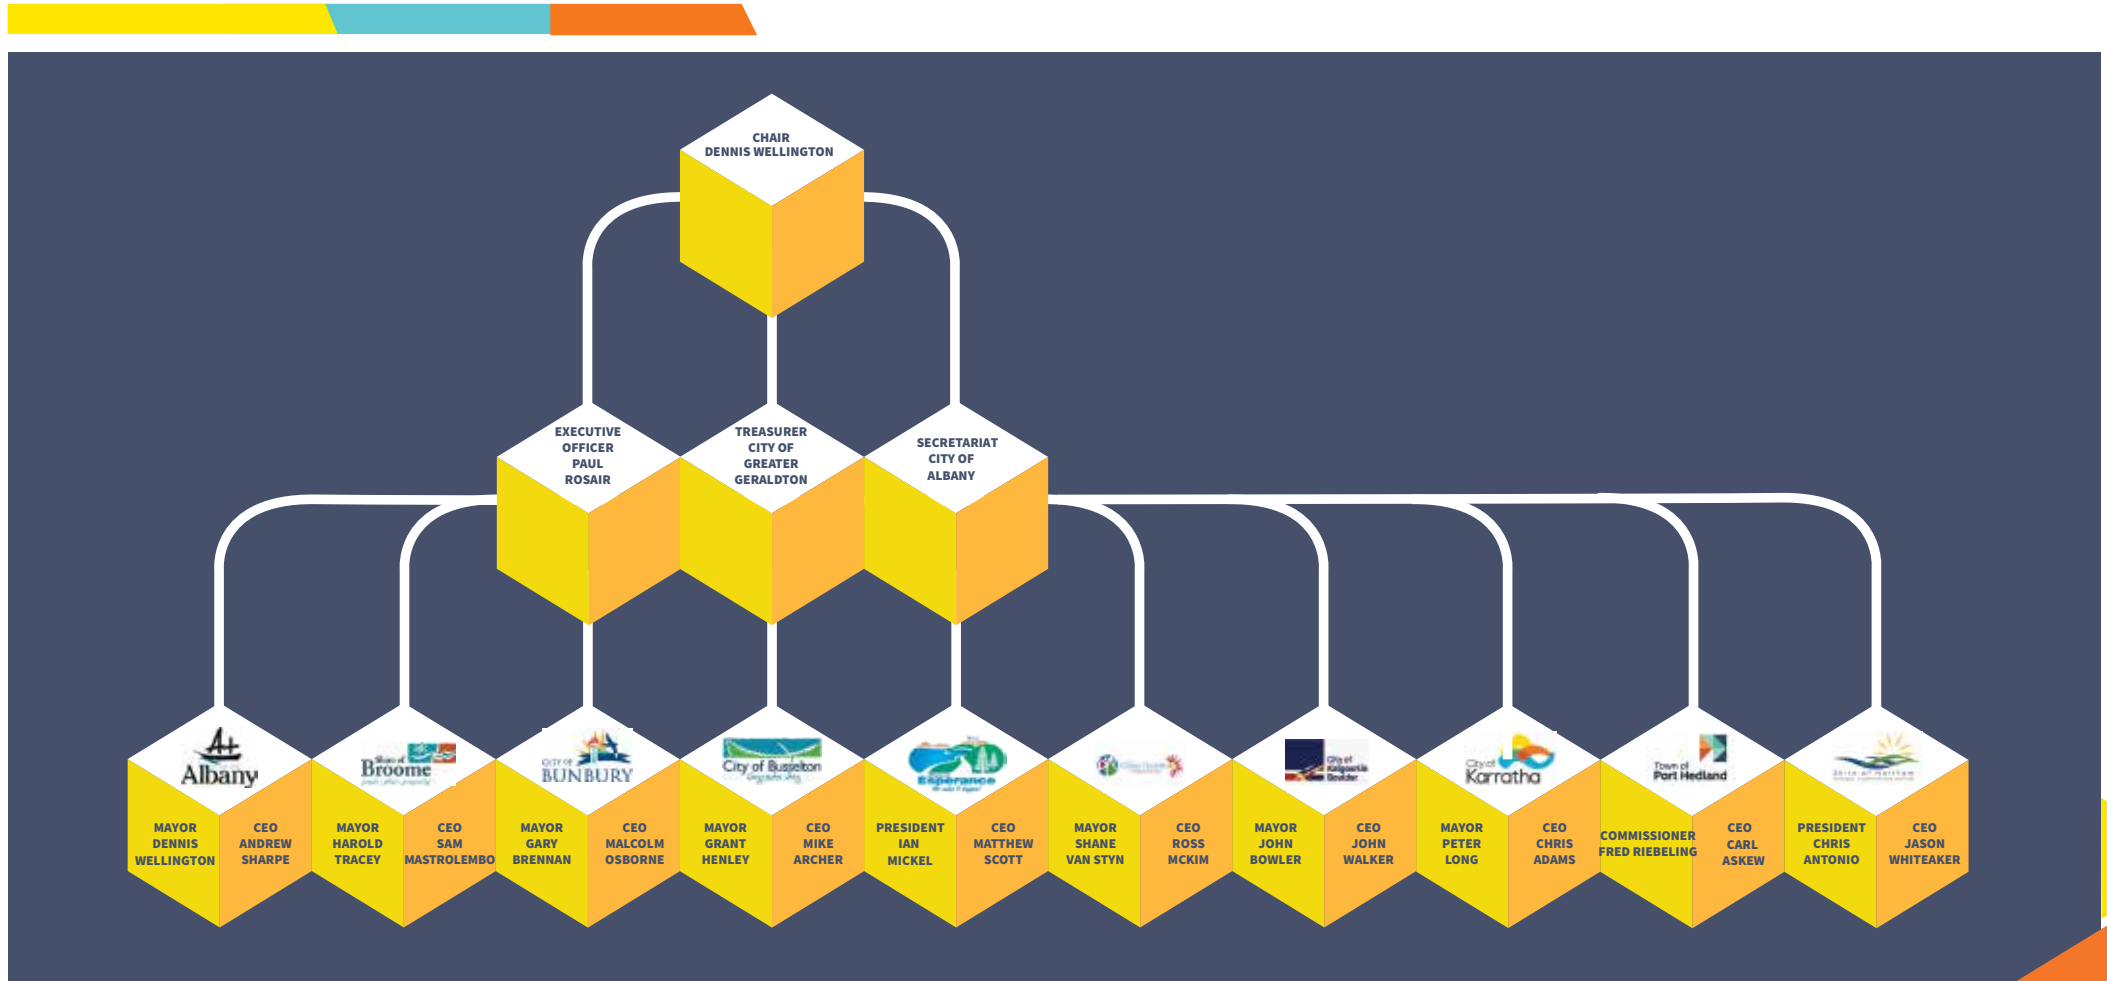 CHAIR
DENNIS WELLINGTON
EXECUTIVE
OFFICER
PAUL
ROSAIR
TREASURER
CITY OF
GREATER
GERALDTON
SECRETARIAT
CITY OF
ALBANY
Albany
MAYOR
DENNIS
WELLINGTON
CEO
ANDREW
SHARPE
Shire of
Broome
MAYOR
HAROLD
TRACEY
CEO
SAM
MASTROLEMBO
CITY OF
BUNBURY
MAYOR
GARY
BRENNAN
CEO
MALCOLM
OSBORNE
City of Busselton
MAYOR
GRANT
HENLEY
CEO
MIKE
ARCHER
Esperance
PRESIDENT
IAN
MICKEL
CEO
MATTHEW
SCOTT
MAYOR
SHANE
VAN STYN
CEO
ROSS
MCKIM
City of
Kalgoorlie
Boulder
MAYOR
JOHN
BOWLER
CEO
JOHN
WALKER
City of
Karratha
MAYOR
PETER
LONG
CEO
CHRIS
ADAMS
Town of
Port Hedland
COMMISSIONER
FRED RIEBELING
CEO
CARL
ASKEW
PRESIDENT
CHRIS
ANTONIO
CEO
JASON
WHITEAKER